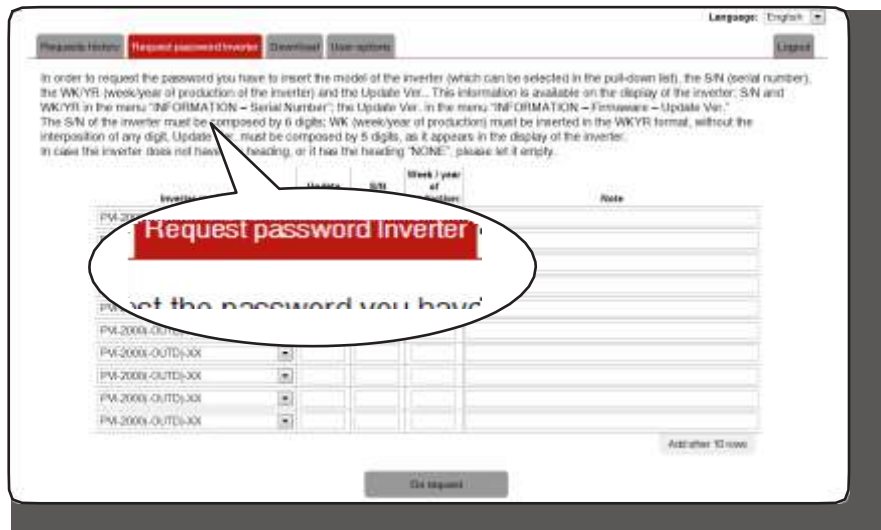 Language: English
Requests history Request password Inverter Download User options Logout
In order to request the password you have to insert the model of the inverter (which can be selected in the pull-down list), the S/N (serial number),
the WK/YR (week/year of production of the inverter) and the Update Ver.. This information is available on the display of the inverter: S/N and
WK/YR in the menu "INFORMATION – Serial Number"; the Update Ver. in the menu "INFORMATION – Firmware – Update Ver."
The S/N of the inverter must be composed by 6 digits; WK (week/year of production) must be inserted in the WKYR format, without the
interposition of any digit, Update Ver. must be composed by 5 digits, as it appears in the display of the inverter.
In case the inverter does not have heading, or it has the heading "NONE", please let it empty.
Week / year
Update S/N of
Inverter Note
Request password Inverter
est the password you have
PVI-2000(-OUTD)-XX
PVI-2000(-OUTD)-XX
PVI-2000(-OUTD)-XX
PVI-2000(-OUTD)-XX
PVI-2000(-OUTD)-XX
Add other 10 rows
Do request